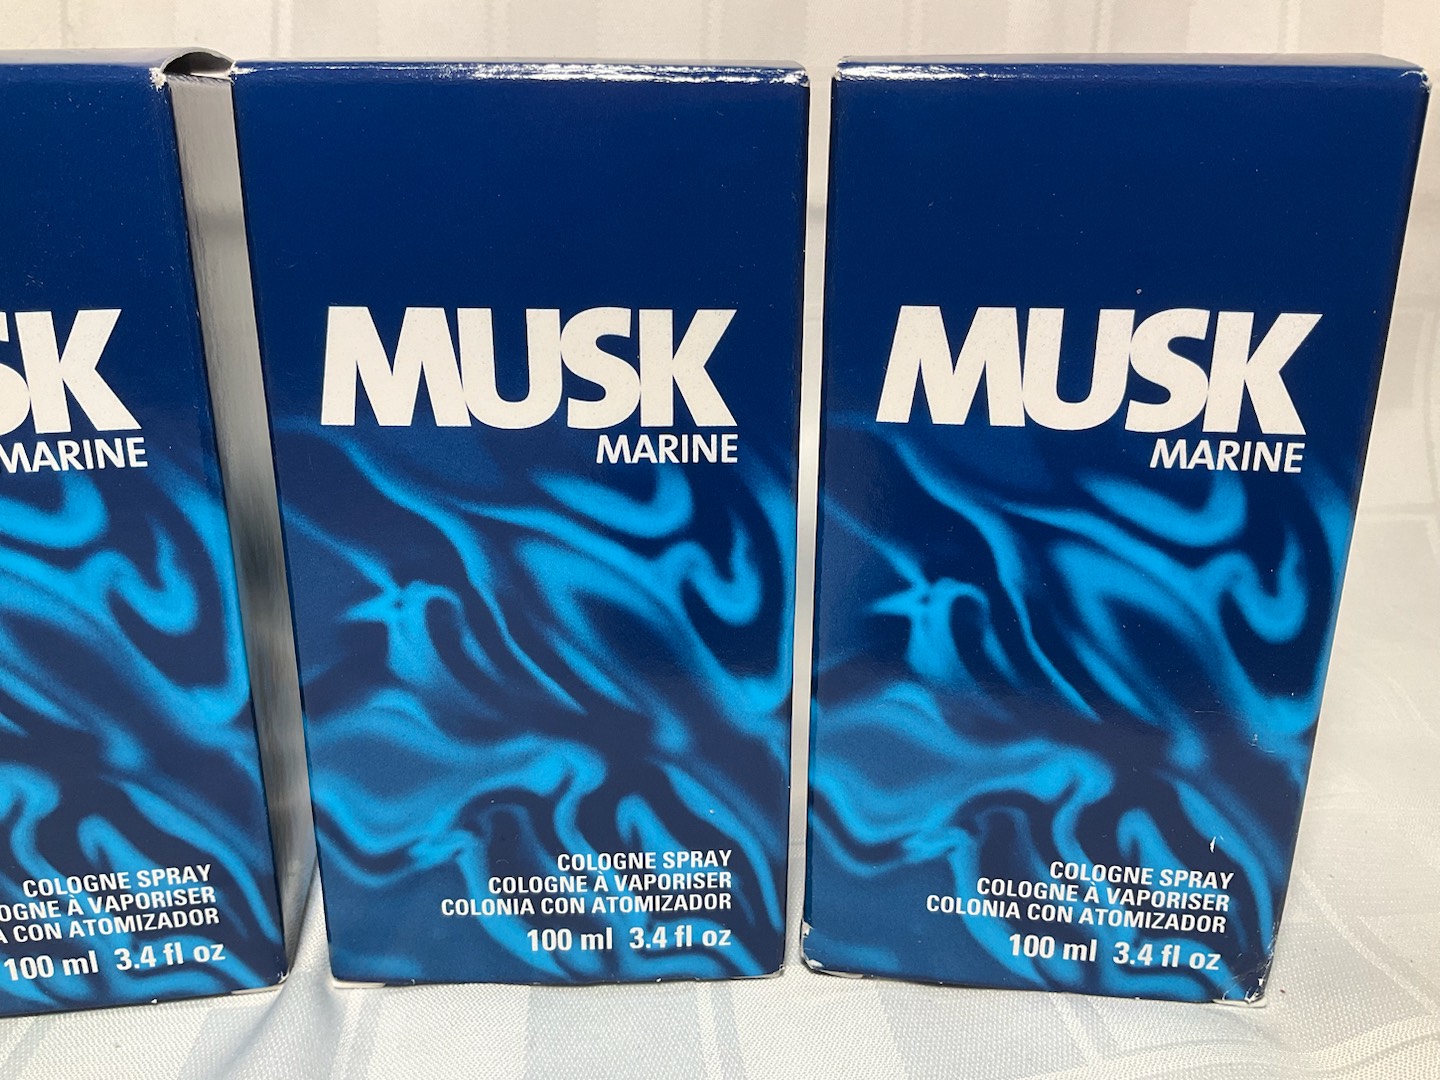 SK
MARINE
COLOGNE SPRAY
OGNE À VAPORISER
A CON ATOMIZADOR
100 ml 3.4 fl oz
MUSK
MARINE
COLOGNE SPRAY
COLOGNE À VAPORISER
COLONIA CON ATOMIZADOR
100 ml 3.4 fl oz
MUSK
MARINE
COLOGNE SPRAY
COLOGNE À VAPORISER
COLONIA CON ATOMIZADOR
100 ml 3.4 fl oz